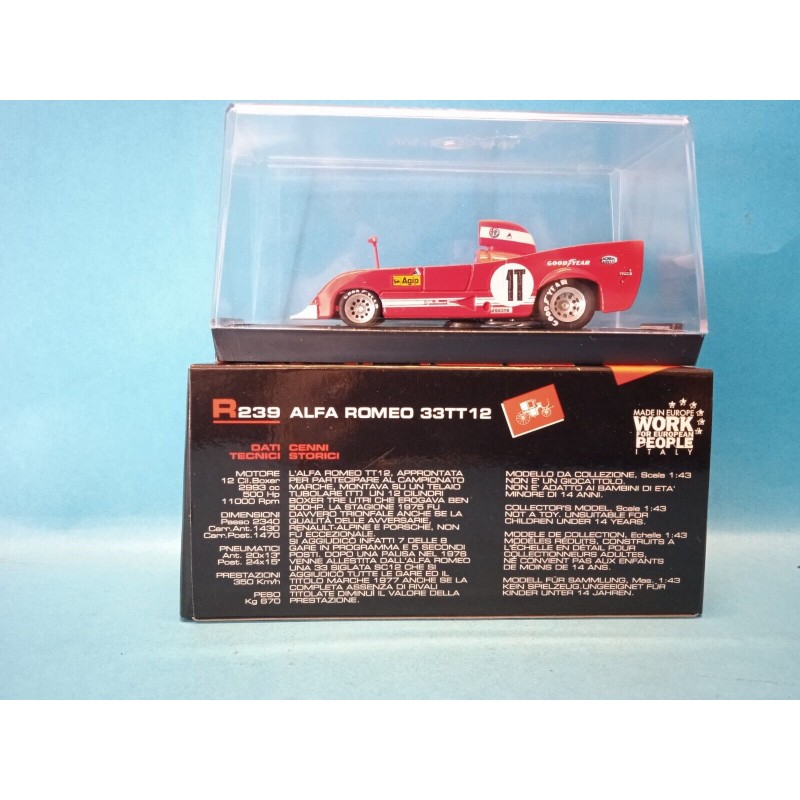 GOODYEAR
Agip
1T
GOODYEAR
R239 ALFA ROMEO 33TT12
MADE IN EUROPE
WORK
FOR EUROPEAN
PEOPLE
ITALY
DATI
TECNICI
CENNI
STORICI
MOTORE
12 Cil.Boxer
2993 cc
500 Hp
11000 Rpm
DIMENSIONI
Passo 2340
Carr.Ant. 1430
Carr.Post. 1470
PNEUMATICI
Ant. 20x13"
Post. 24x15"
PRESTAZIONI
350 Km/h
PESO
Kg 670
L'ALFA ROMEO TT12, APPRONTATA
PER PARTECIPARE AL CAMPIONATO
MARCHE, MONTAVA SU UN TELAIO
TUBOLARE (TT) UN 12 CILINDRI
BOXER TRE LITRI CHE EROGAVA BEN
500HP. LA STAGIONE 1975 FU
DAVVERO TRIONFALE ANCHE SE LA
QUALITÀ DELLE AVVERSARIE,
RENAULT-ALPINE E PORSCHE, NON
FU ECCEZIONALE.
SI AGGIUDICO INFATTI 7 DELLE 8
GARE IN PROGRAMMA E 5 SECONDI
POSTI. DOPO UNA PAUSA NEL 1976
VENNE ALLESTITA DALL'ALFA ROMEO
UNA 33 SIGLATA SC12 CHE SI
AGGIUDICO TUTTE LE GARE ED IL
TITOLO MARCHE 1977 ANCHE SE LA
COMPLETA ASSENZA DI RIVALI
TITOLATE DIMINUÌ IL VALORE DELLA
PRESTAZIONE.
MODELLO DA COLLEZIONE, Scale 1:43
NON E' UN GIOCATTOLO.
NON E' ADATTO AI BAMBINI DI ETA'
MINORE DI 14 ANNI.
COLLECTOR'S MODEL, Scale 1:43
NOT A TOY. UNSUITABLE FOR
CHILDREN UNDER 14 YEARS.
MODELE DE COLLECTION, Echelle 1:43
MODÈLES REDUITS, CONSTRUITS A
L'ÉCHELLE EN DÉTAIL POUR
COLLECTIONNEURS ADULTES.
NE CONVIENT PAS AUX ENFANTS
DE MOINS DE 14 ANS.
MODELL FÜR SAMMLUNG, Mas. 1:43
KEIN SPIELZEUG.UNGEEIGNET FÜR
KINDER UNTER 14 JAHREN.